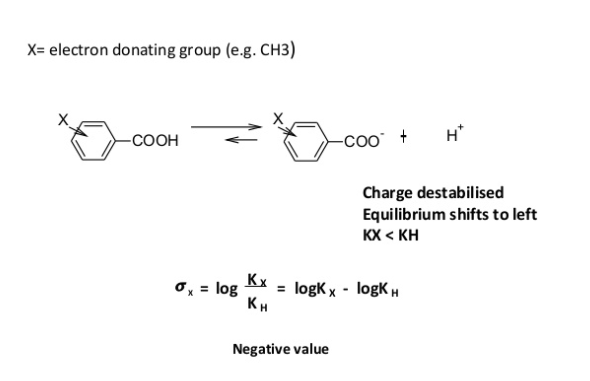 X= electron donating group (e.g. CH3)
X X
COOH COO- + H+
Charge destabilised
Equilibrium shifts to left
KX < KH
σX = log KX/KH = logKX - logKH
Negative value